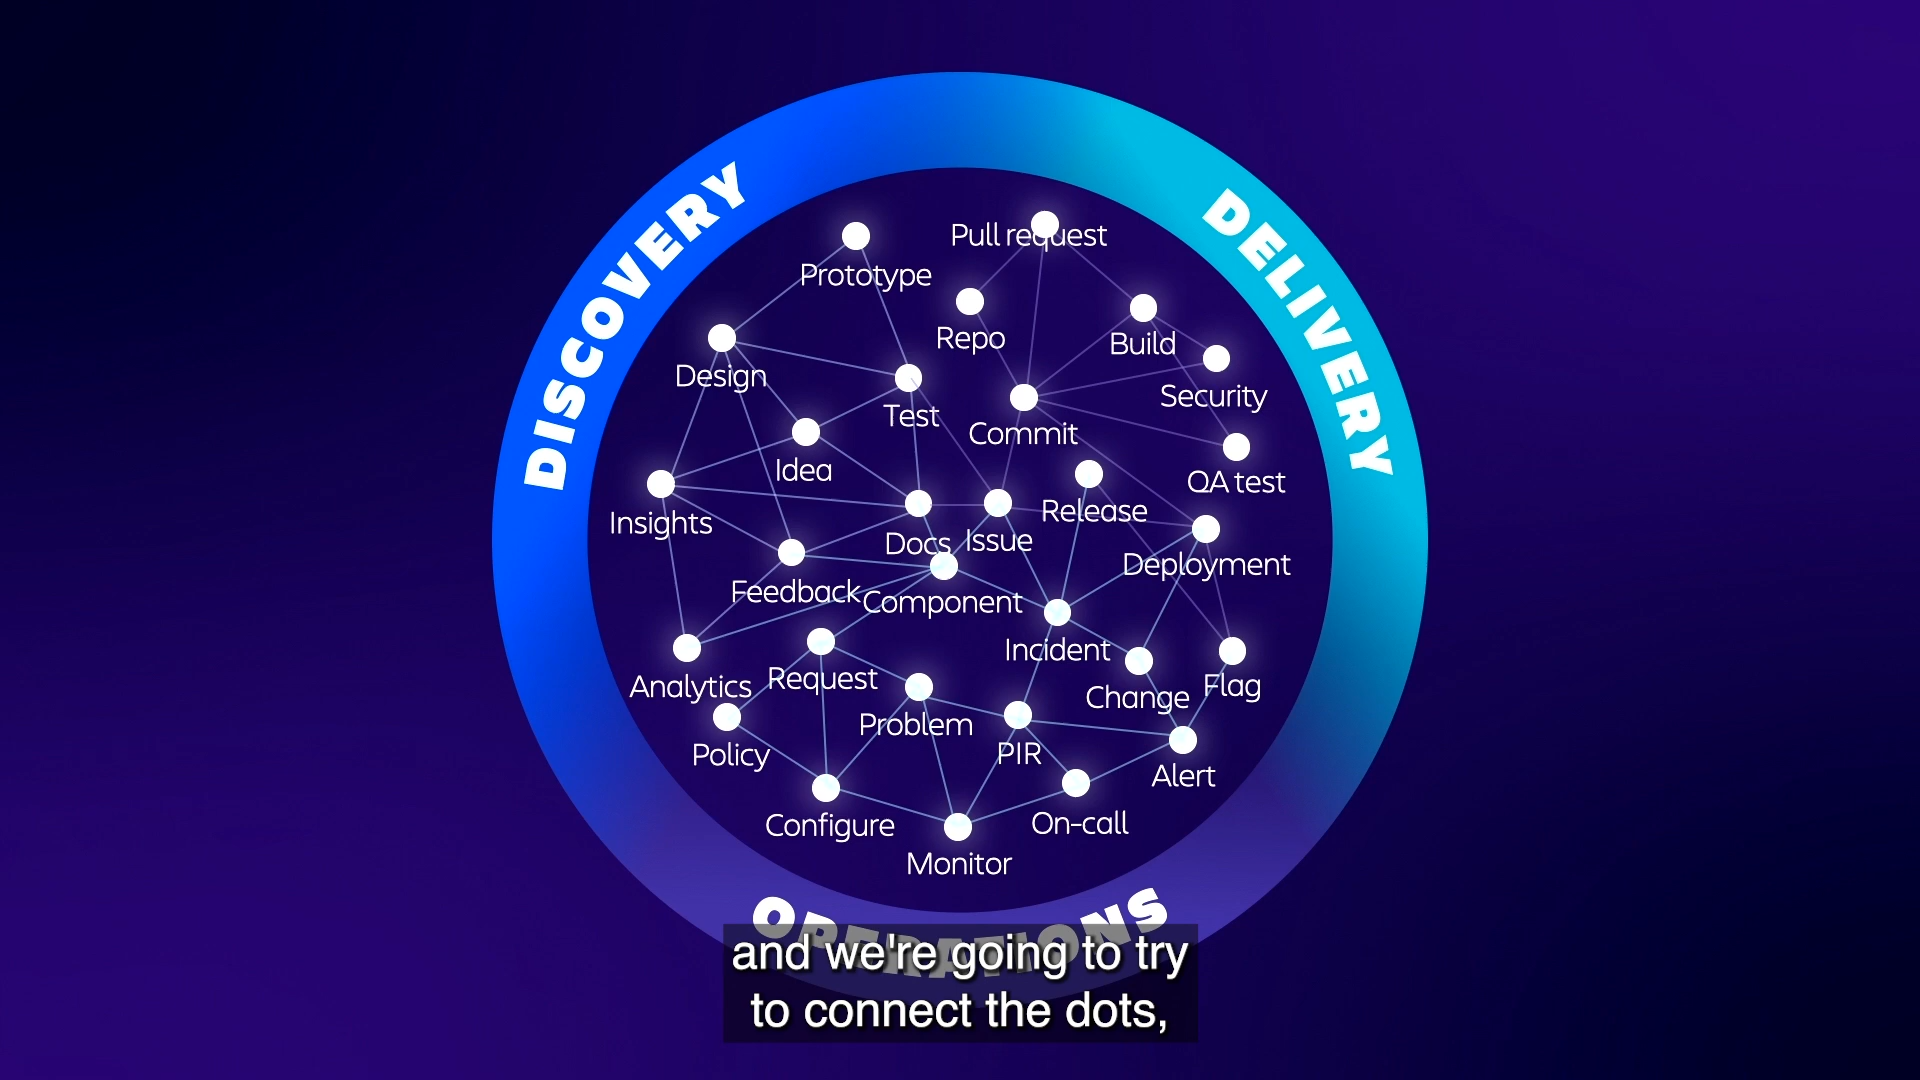 DISCOVERY
DELIVERY
Pull request
Prototype
Repo
Build
Design
Security
Test
Commit
Idea
QA test
Insights
Release
Docs
Issue
Deployment
Feedback
Component
Incident
Analytics
Request
Change
Flag
Problem
Policy
PIR
Alert
Configure
On-call
Monitor
OPERATIONS
and we're going to try
to connect the dots,